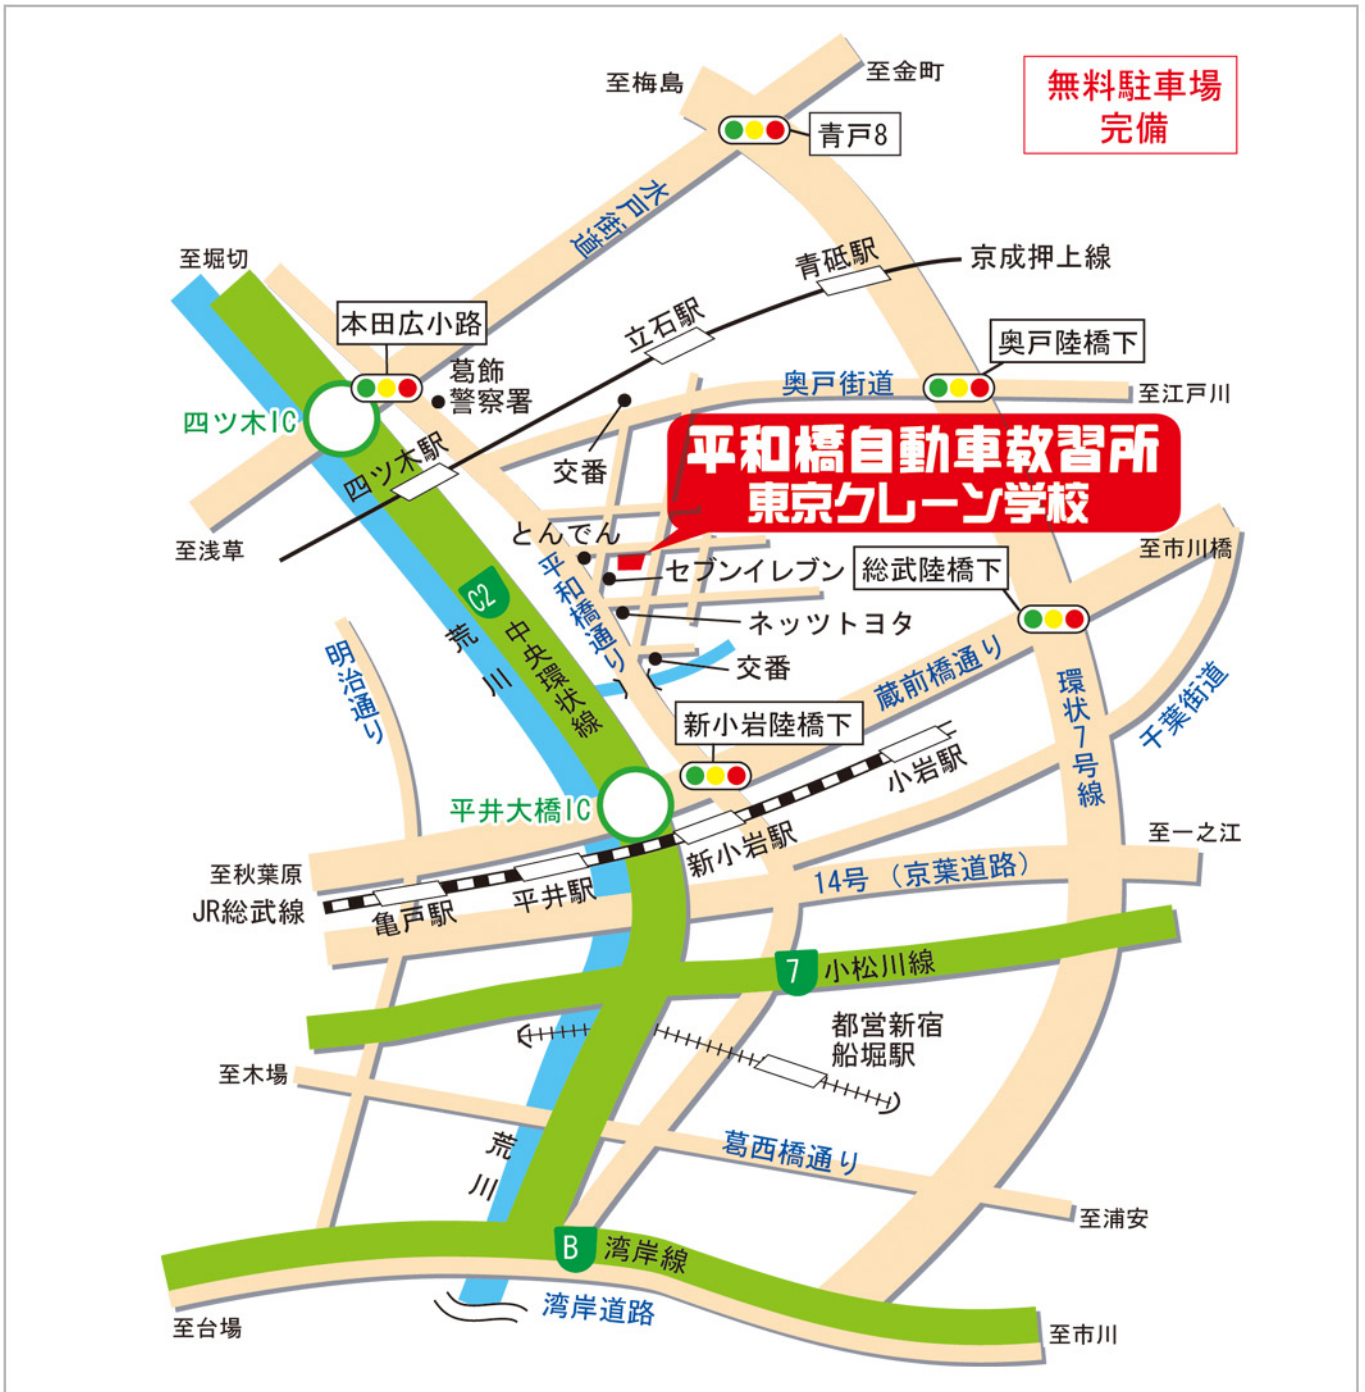 至梅島
至金町
無料駐車場
完備
青戸8
水戸街道
至堀切
青砥駅
京成押上線
立石駅
本田広小路
葛飾
警察署
奥戸陸橋下
奥戸街道
至江戸川
四ツ木IC
四ツ木駅
交番
平和橋自動車教習所
東京クレーン学校
至浅草
とんでん
至市川橋
セブンイレブン
総武陸橋下
C2
平和橋通り
ネッツトヨタ
荒川
中央環状線
明治通り
交番
蔵前橋通り
環状7号線
千葉街道
新小岩陸橋下
小岩駅
平井大橋IC
新小岩駅
至一之江
至秋葉原
14号(京葉道路)
JR総武線
亀戸駅
平井駅
7
小松川線
都営新宿
船堀駅
至木場
荒川
葛西橋通り
至浦安
B
湾岸線
湾岸道路
至台場
至市川